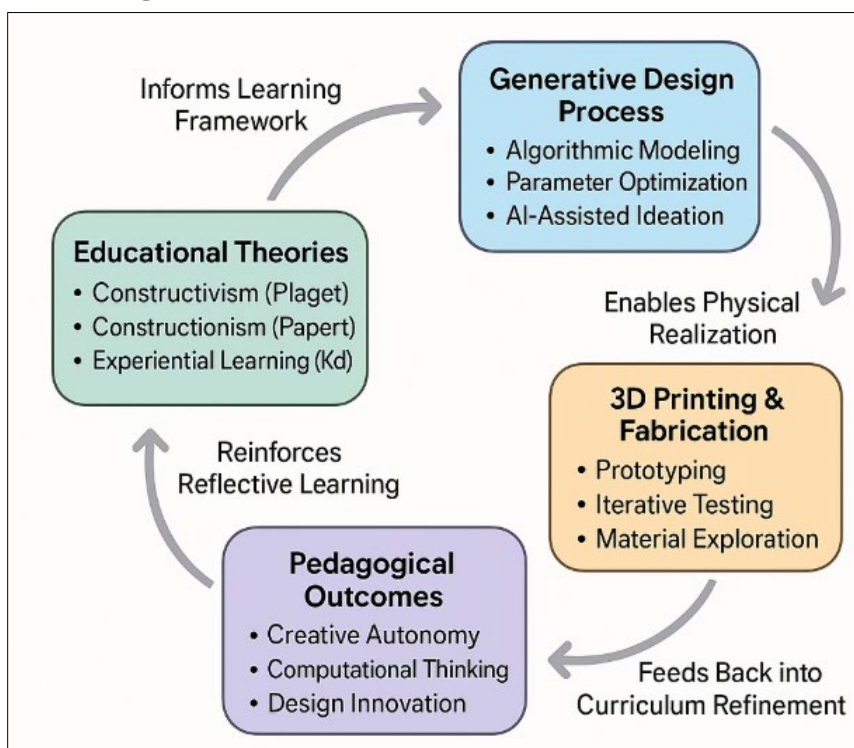 Informs Learning
Framework
Generative Design
Process
• Algorithmic Modeling
• Parameter Optimization
• AI-Assisted Ideation
Educational Theories
• Constructivism (Plaget)
• Constructionism (Papert)
• Experiential Learning (Kd)
Enables Physical
Realization
3D Printing &
Fabrication
• Prototyping
• Iterative Testing
• Material Exploration
Reinforces
Reflective Learning
Pedagogical
Outcomes
• Creative Autonomy
• Computational Thinking
• Design Innovation
Feeds Back into
Curriculum Refinement